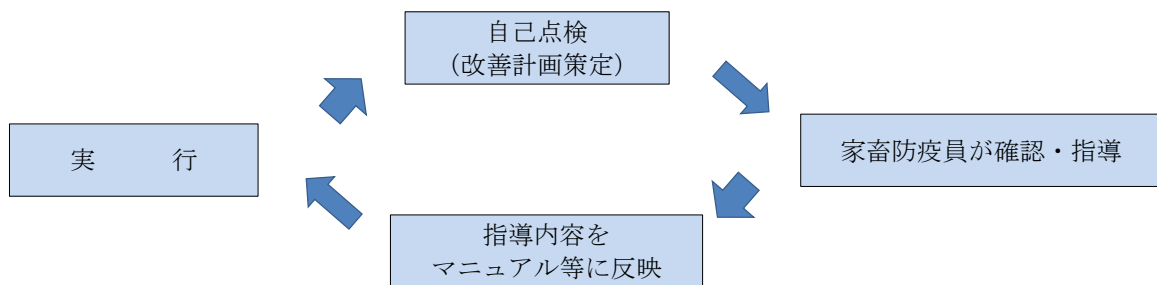 自己点検
（改善計画策定）
家畜防疫員が確認・指導
実　　　行
指導内容を
マニュアル等に反映